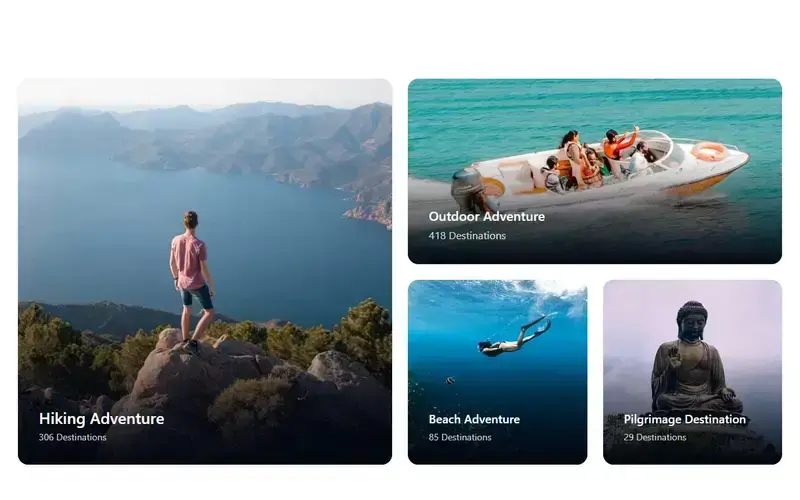 Hiking Adventure
306 Destinations
Outdoor Adventure
418 Destinations
Beach Adventure
85 Destinations
Pilgrimage Destination
29 Destinations